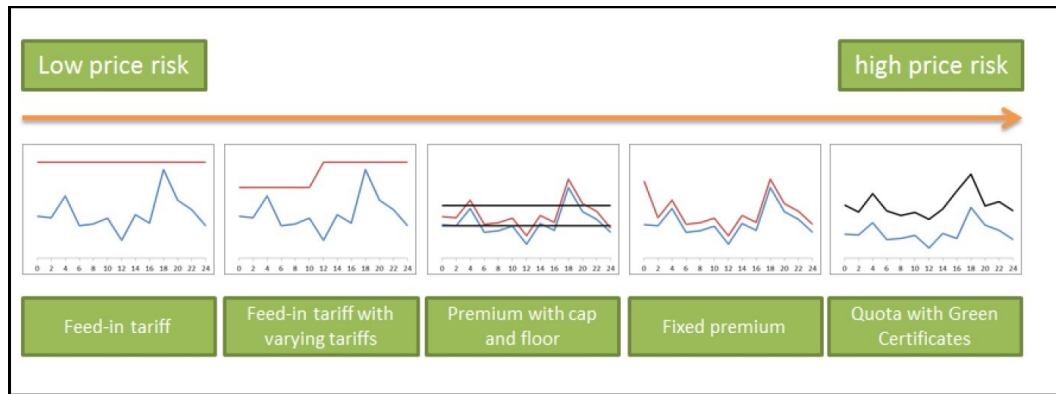 Low price risk
high price risk
0 2 4 6 8 10 12 14 16 18 20 22 24
0 2 4 6 8 10 12 14 16 18 20 22 24
0 2 4 6 8 10 12 14 16 18 20 22 24
0 2 4 6 8 10 12 14 16 18 20 22 24
0 2 4 6 8 10 12 14 16 18 20 22 24
Feed-in tariff
Feed-in tariff with
varying tariffs
Premium with cap
and floor
Fixed premium
Quota with Green
Certificates